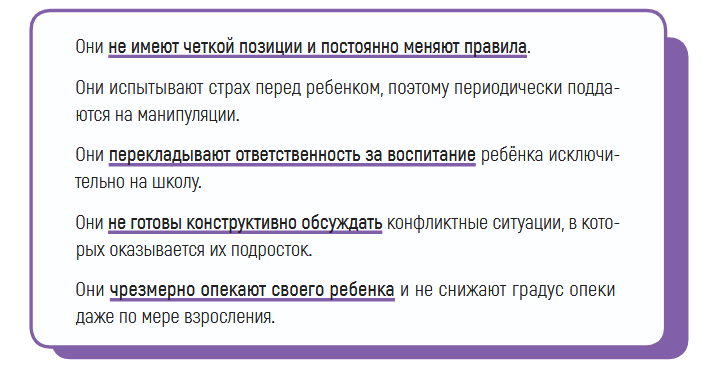 Они не имеют четкой позиции и постоянно меняют правила.
Они испытывают страх перед ребенком, поэтому периодически подда-
ются на манипуляции.
Они перекладывают ответственность за воспитание ребёнка исключи-
тельно на школу.
Они не готовы конструктивно обсуждать конфликтные ситуации, в кото-
рых оказывается их подросток.
Они чрезмерно опекают своего ребенка и не снижают градус опеки
даже по мере взросления.